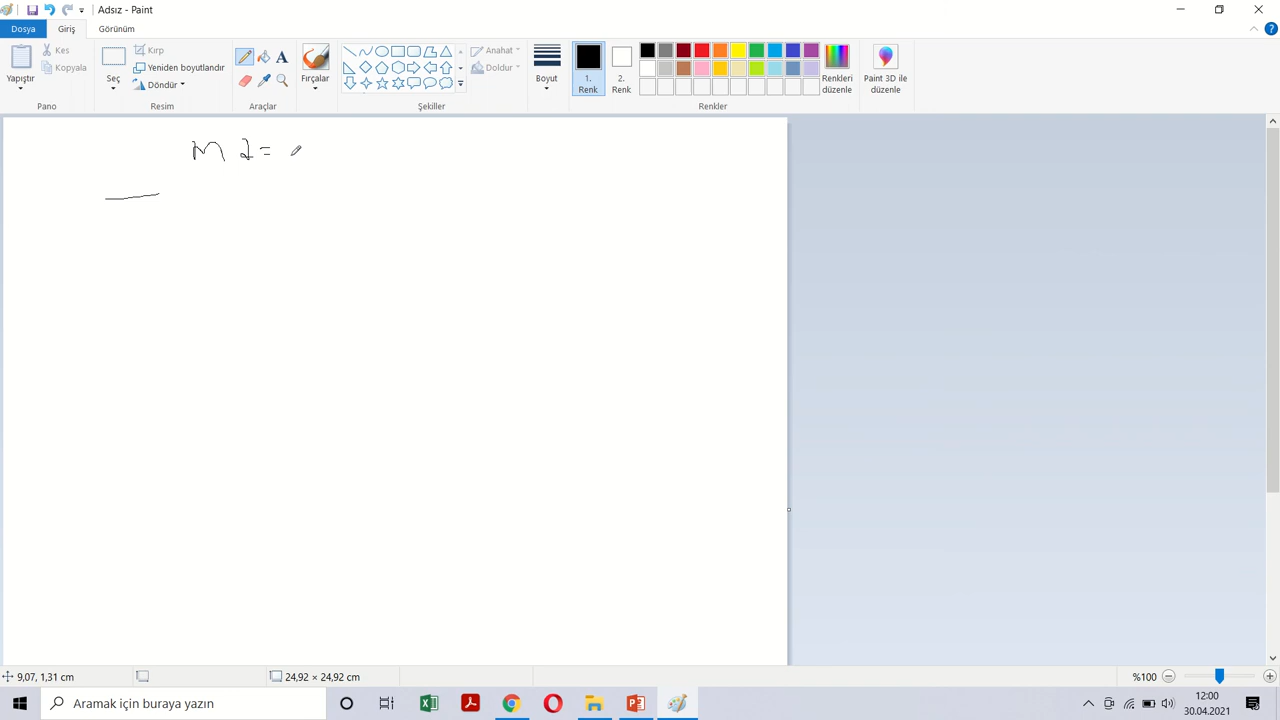 Adsız - Paint
Dosya Giriş Görünüm
Yapıştır
Kes
Kopyala
Pano
Seç
Kırp
Yeniden boyutlandır
Döndür
Resim
A
Araçlar
Fırçalar
Şekiller
Anahat
Doldur
Boyut
1.
Renk
2.
Renk
Renkler
Renkleri
düzenle
Paint 3D ile
düzenle
M 2 =
9,07, 1,31 cm
24,92 × 24,92 cm
%100
Aramak için buraya yazın
12:00
30.04.2021